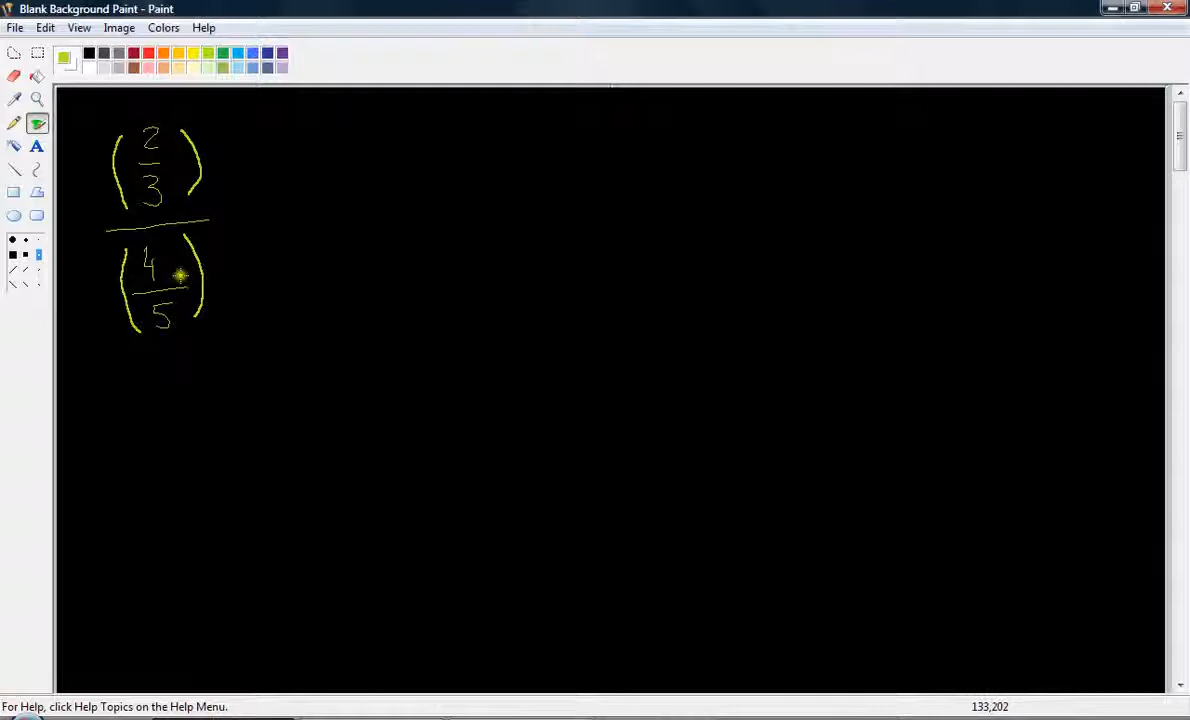 Blank Background Paint - Paint
File Edit View Image Colors Help
(2
3)
(4
5)
For Help, click Help Topics on the Help Menu.
133,202